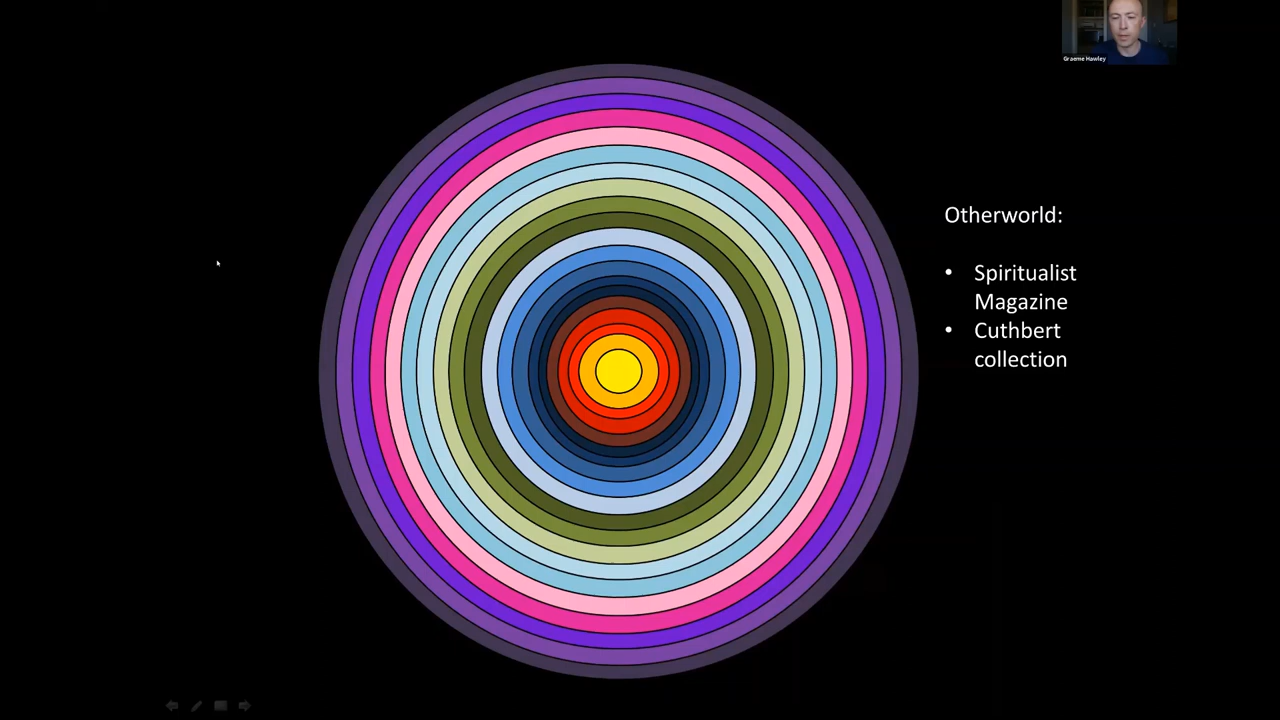 Graeme Hawley
Otherworld:
• Spiritualist
Magazine
• Cuthbert
collection